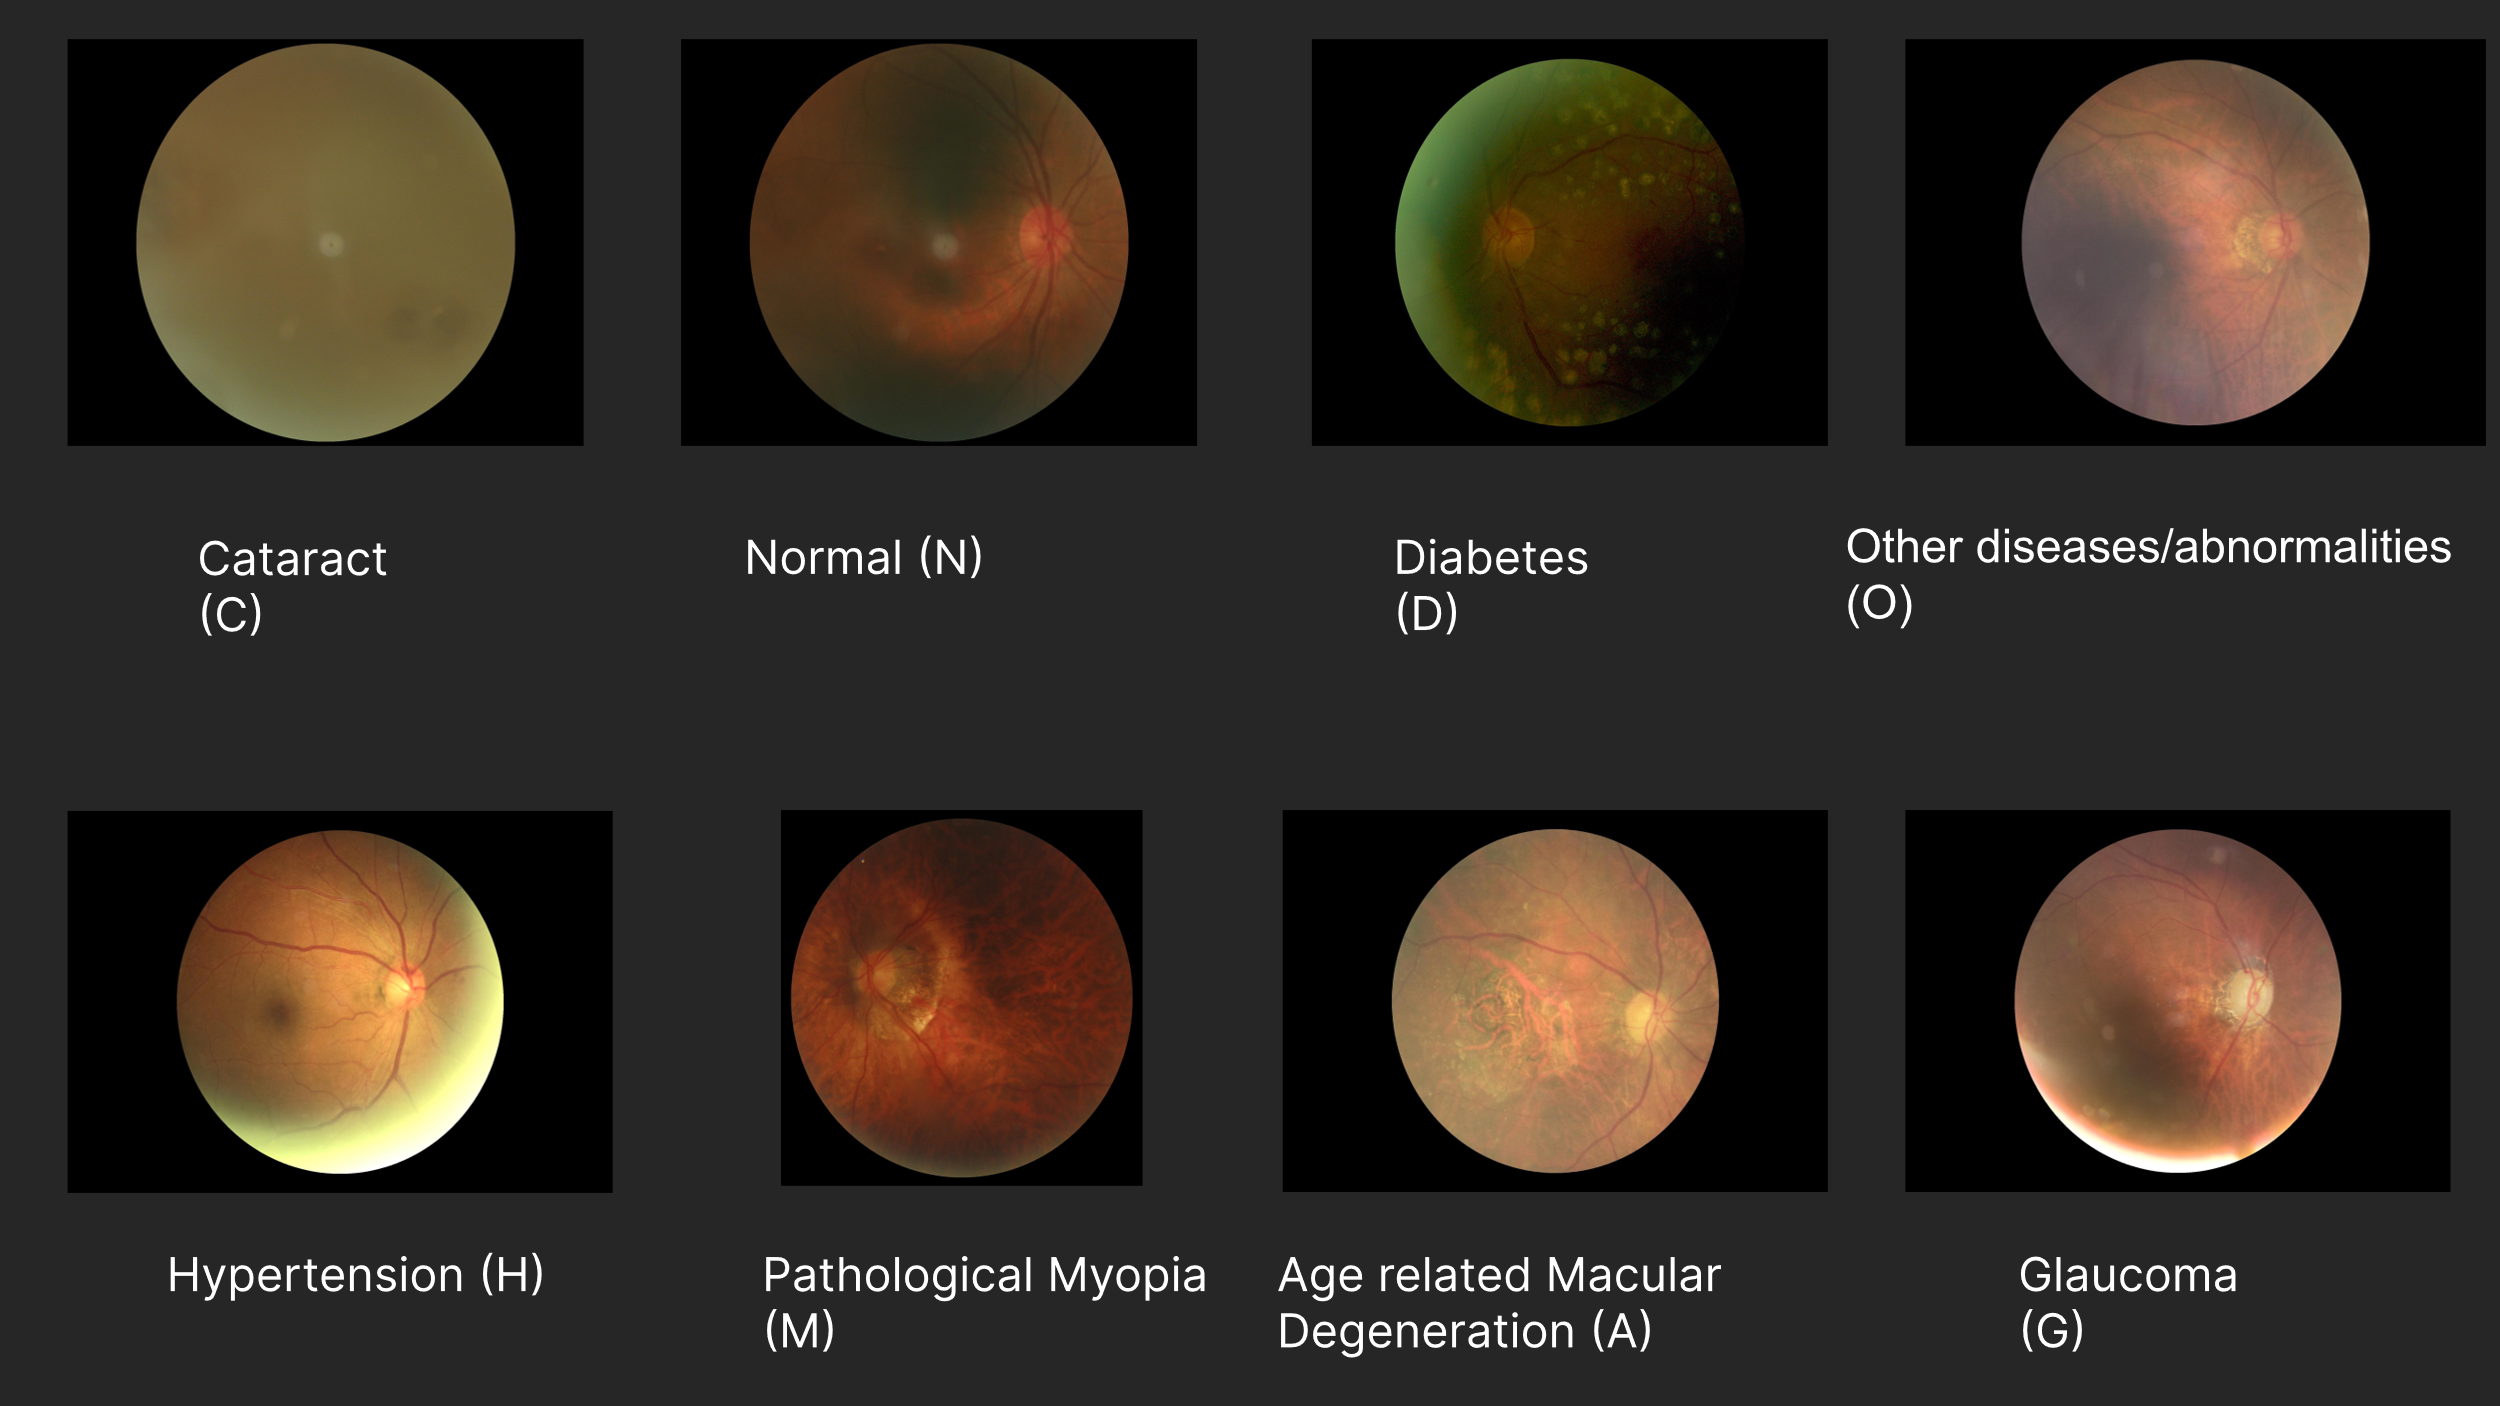 Cataract
(C)
Normal (N)
Diabetes
(D)
Other diseases/abnormalities
(O)
Hypertension (H)
Pathological Myopia
(M)
Age related Macular
Degeneration (A)
Glaucoma
(G)